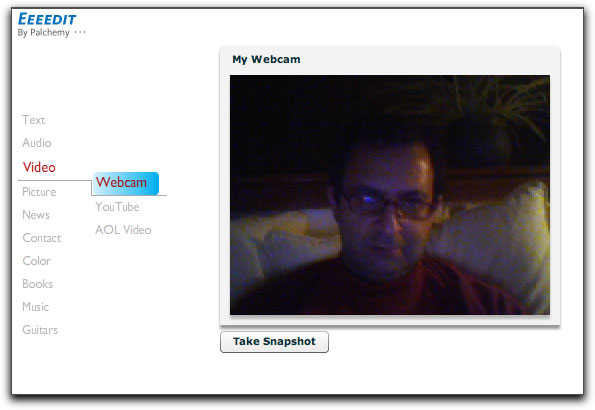 EEEEDIT
By Palchemy ···
My Webcam
Text
Audio
Video
Webcam
Picture
YouTube
News
AOL Video
Contact
Color
Books
Music
Guitars
Take Snapshot